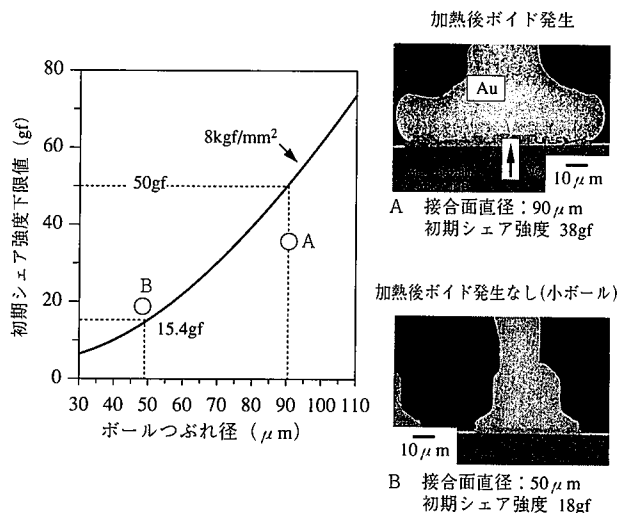 加熱後ボイド発生
Au
10μm
A 接合面直径：90μm
初期シェア強度 38gf
初期シェア強度下限値（gf）
80
60
40
20
0
8kgf/mm²
50gf
A
B
15.4gf
30 40 50 60 70 80 90 100 110
ボールつぶれ径（μm）
加熱後ボイド発生なし(小ボール)
10μm
B 接合面直径：50μm
初期シェア強度 18gf